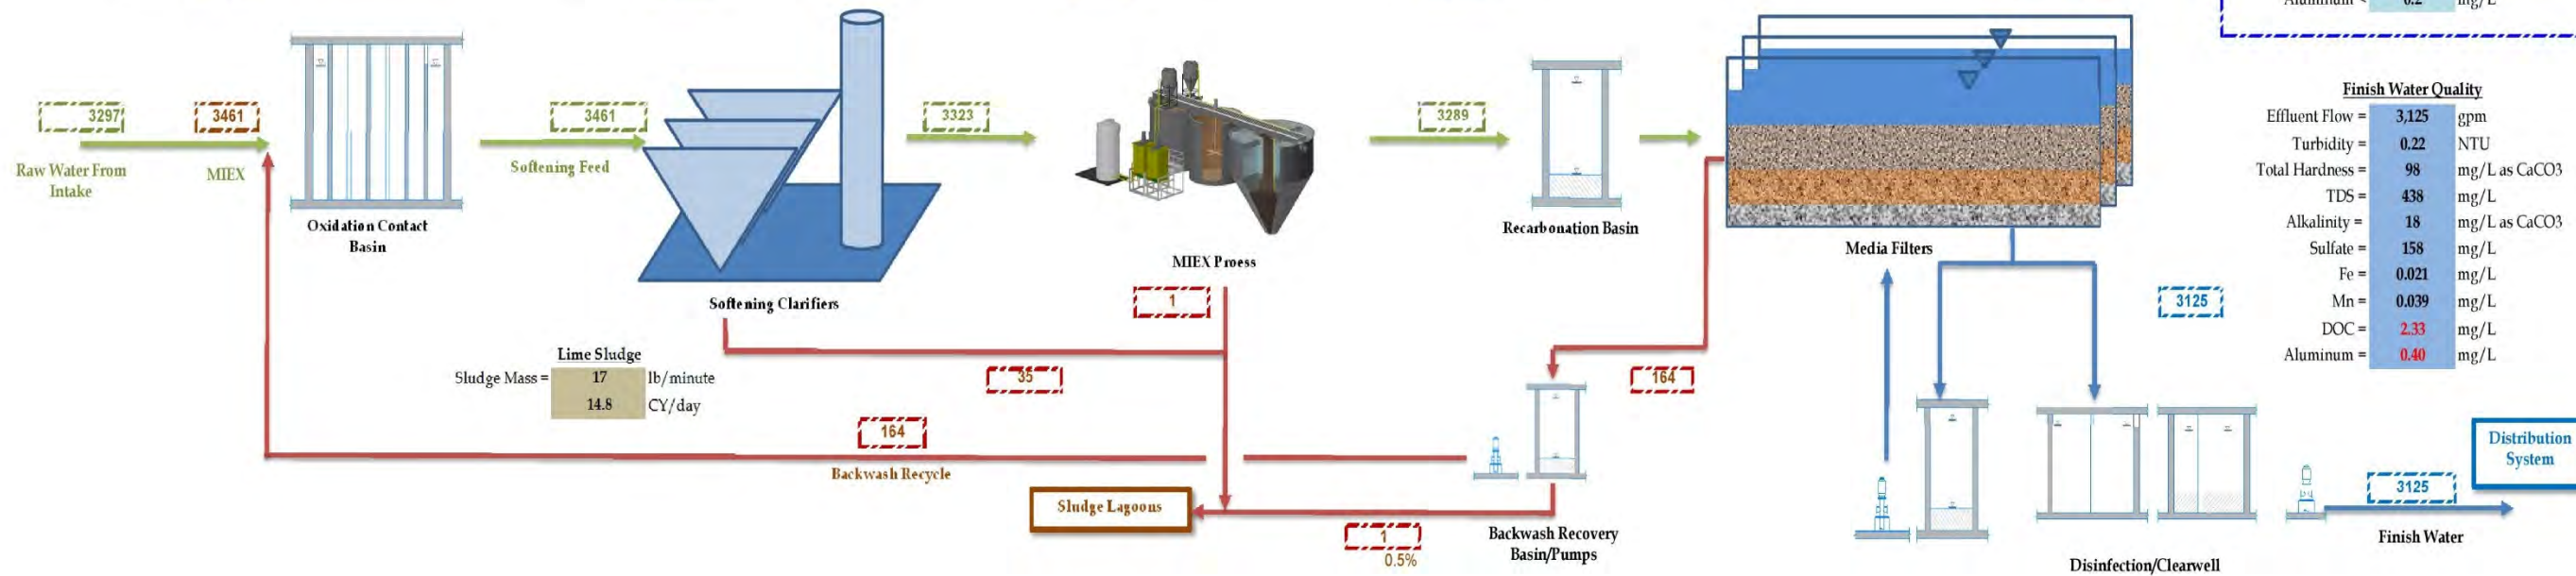 Aluminum < 0.2 mg/L
3297
3461
Raw Water From
Intake
MIEX
Oxidation Contact
Basin
3461
Softening Feed
Softening Clarifiers
3323
MIEX Proess
3289
Recarbonation Basin
Media Filters
Finish Water Quality
Effluent Flow = 3,125 gpm
Turbidity = 0.22 NTU
Total Hardness = 98 mg/L as CaCO3
TDS = 438 mg/L
Alkalinity = 18 mg/L as CaCO3
Sulfate = 158 mg/L
Fe = 0.021 mg/L
Mn = 0.039 mg/L
DOC = 2.33 mg/L
Aluminum = 0.40 mg/L
1
35
Lime Sludge
Sludge Mass = 17 lb/minute
14.8 CY/day
164
Backwash Recycle
164
3125
Sludge Lagoons
1
0.5%
Backwash Recovery
Basin/Pumps
Disinfection/Clearwell
Distribution
System
3125
Finish Water